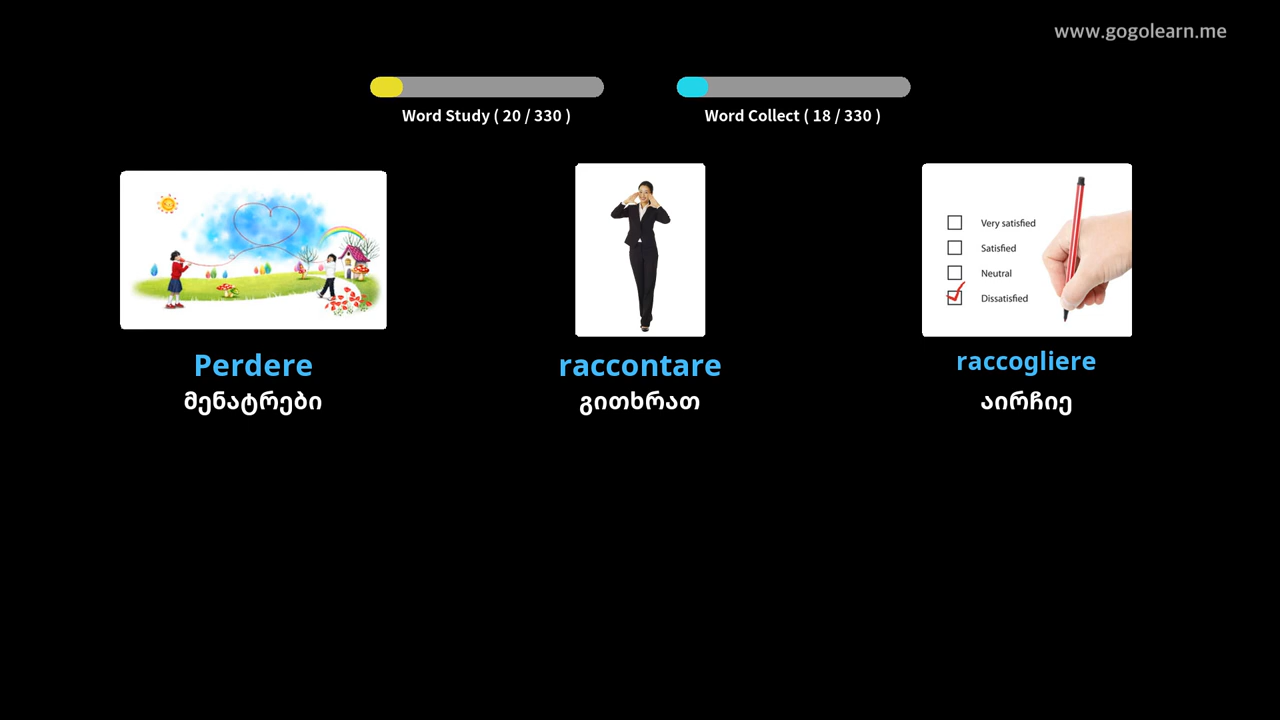 www.gogolearn.me
Word Study ( 20 / 330 )
Word Collect ( 18 / 330 )
Very satisfied
Satisfied
Neutral
Dissatisfied
Perdere
raccontare
raccogliere
მენატრები
გითხრათ
აირჩიე